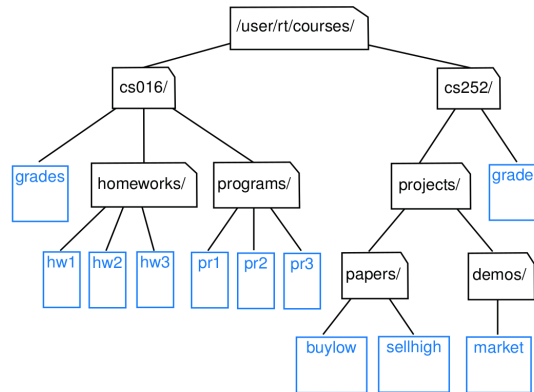 /user/rt/courses/
cs016/
cs252/
grades
homeworks/
programs/
projects/
grade
hw1
hw2
hw3
pr1
pr2
pr3
papers/
demos/
buylow
sellhigh
market